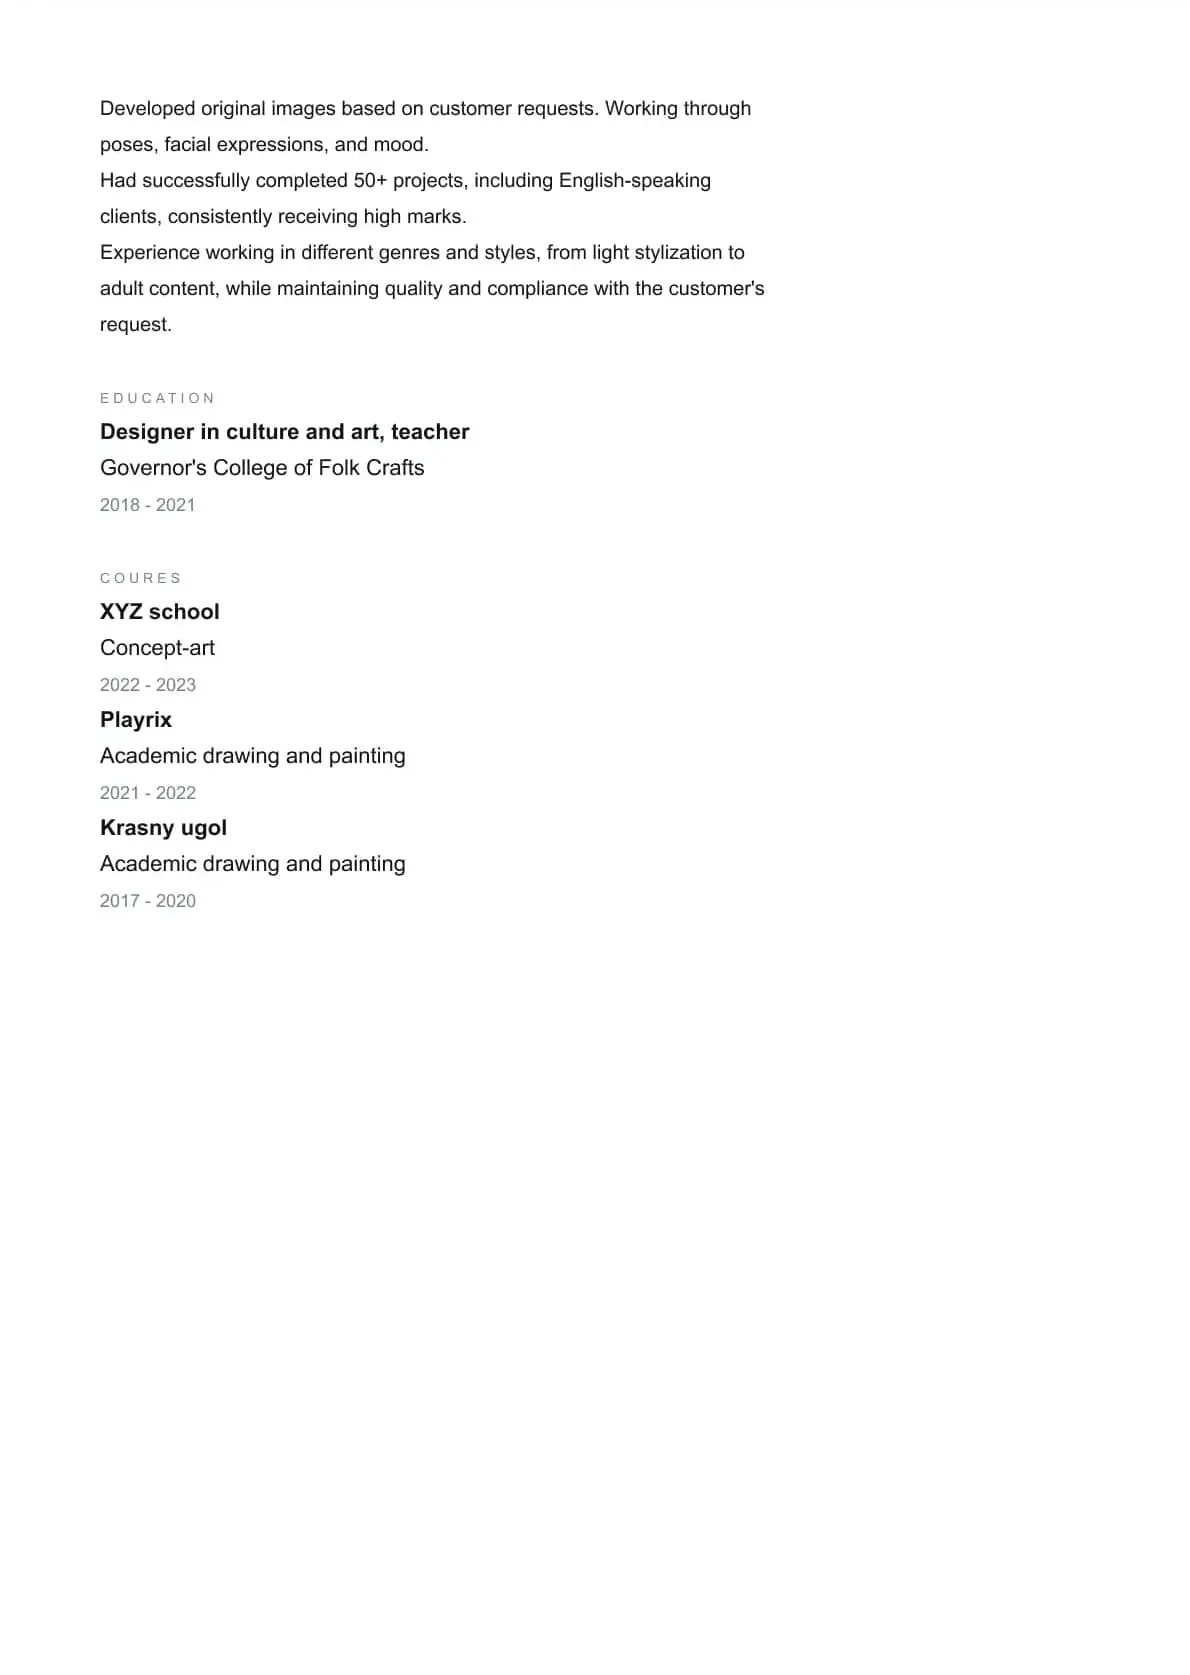 Developed original images based on customer requests. Working through
poses, facial expressions, and mood.
Had successfully completed 50+ projects, including English-speaking
clients, consistently receiving high marks.
Experience working in different genres and styles, from light stylization to
adult content, while maintaining quality and compliance with the customer's
request.
EDUCATION
Designer in culture and art, teacher
Governor's College of Folk Crafts
2018 - 2021
COURES
XYZ school
Concept-art
2022 - 2023
Playrix
Academic drawing and painting
2021 - 2022
Krasny ugol
Academic drawing and painting
2017 - 2020